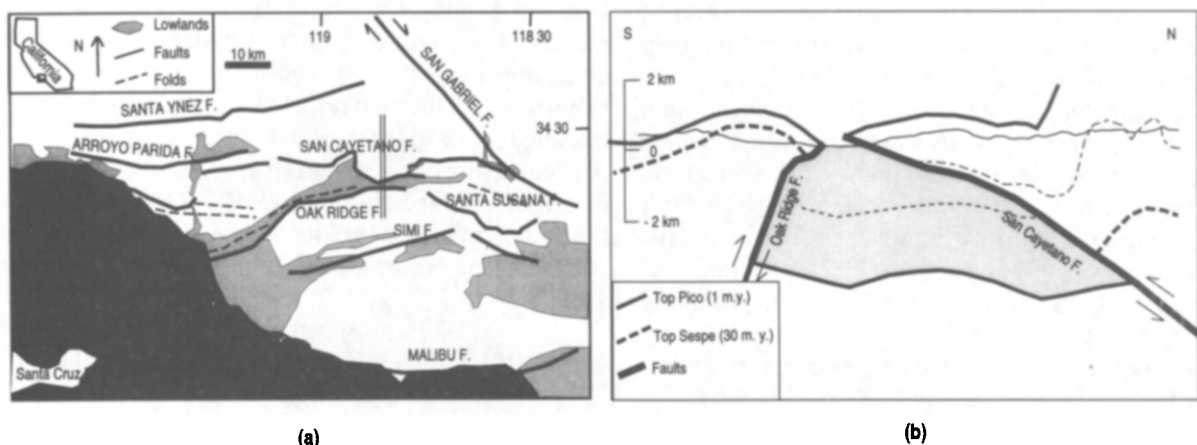 California
N
Lowlands
Faults
Folds
10 km
119
118 30
34 30
SAN GABRIEL F.
SANTA YNEZ F.
ARROYO PARIDA F.
SAN CAYETANO F.
OAK RIDGE F.
SANTA SUSANA F.
SIMI F.
MALIBU F.
Santa Cruz
(a)
S
N
2 km
0
2 km
Oak Ridge F.
San Cayetano F.
Top Pico (1 m.y.)
Top Sespe (30 m. y.)
Faults
(b)